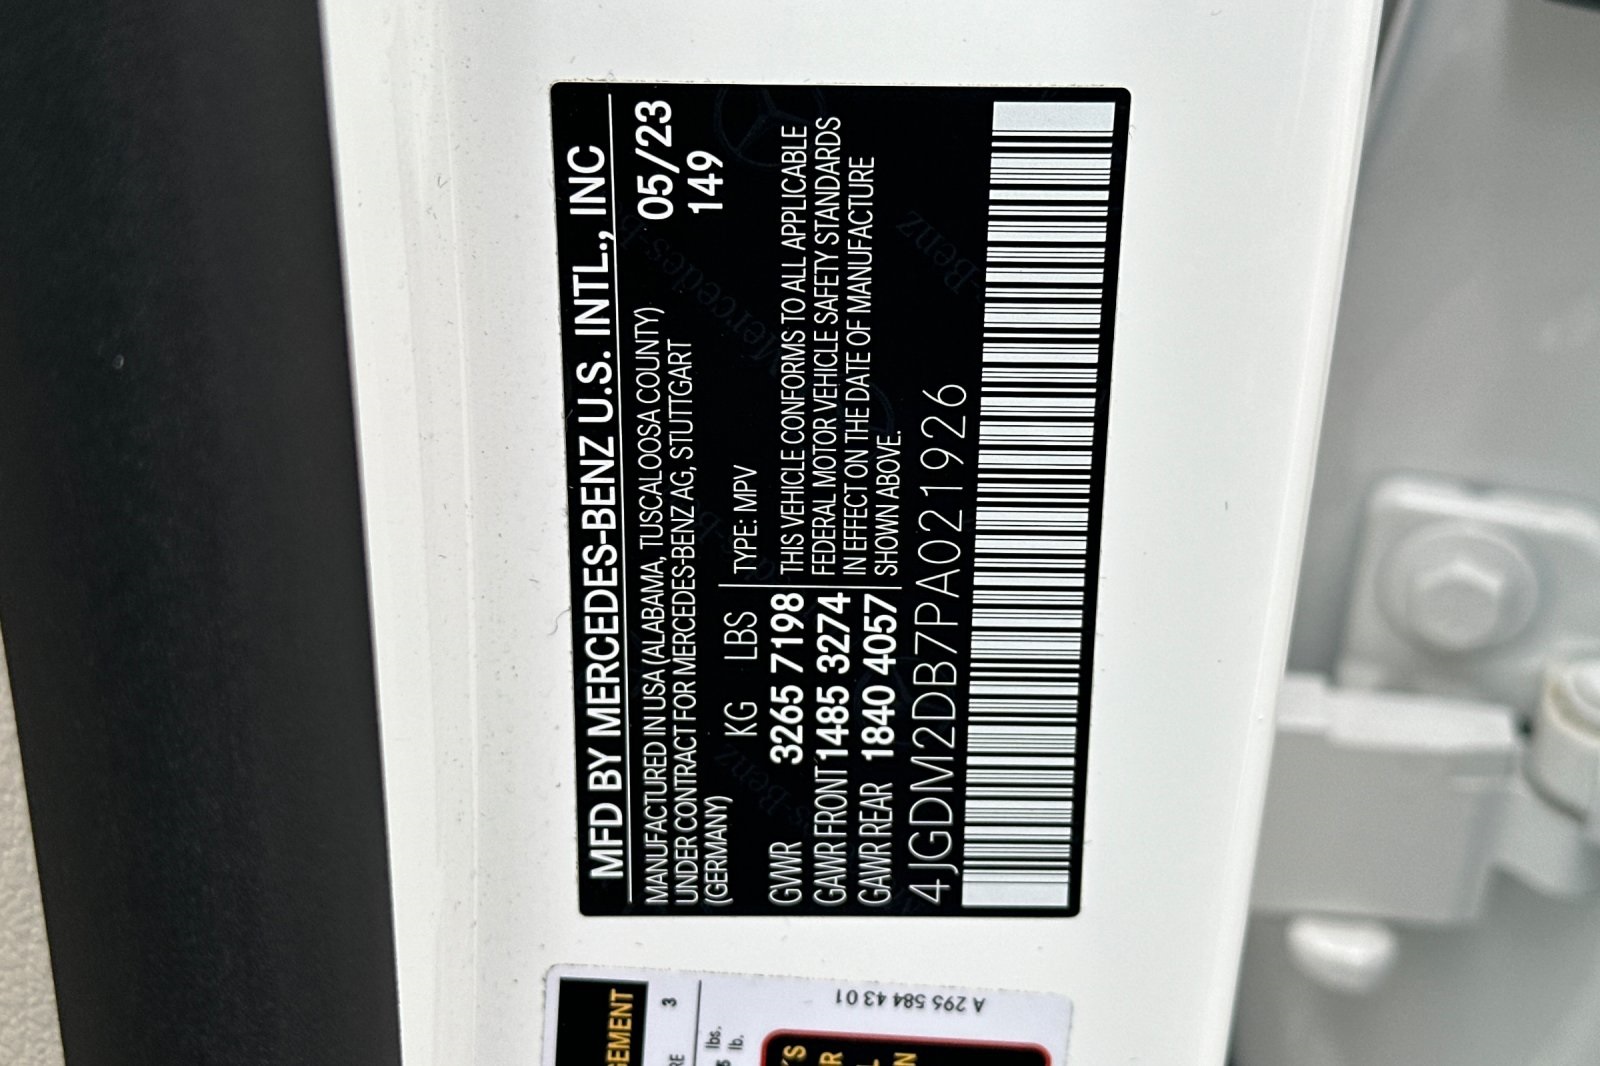 MFD BY MERCEDES-BENZ U.S. INTL., INC
MANUFACTURED IN USA (ALABAMA, TUSCALOOSA COUNTY) 05/23
UNDER CONTRACT FOR MERCEDES-BENZ AG, STUTTGART 149
(GERMANY)
KG LBS TYPE: MPV
GVWR 3265 7198 THIS VEHICLE CONFORMS TO ALL APPLICABLE
GAWR FRONT 1485 3274 FEDERAL MOTOR VEHICLE SAFETY STANDARDS
GAWR REAR 1840 4057 IN EFFECT ON THE DATE OF MANUFACTURE
SHOWN ABOVE.
4JGDM2DB7PA021926
A 295 584 43 01
3
lbs.
lb.